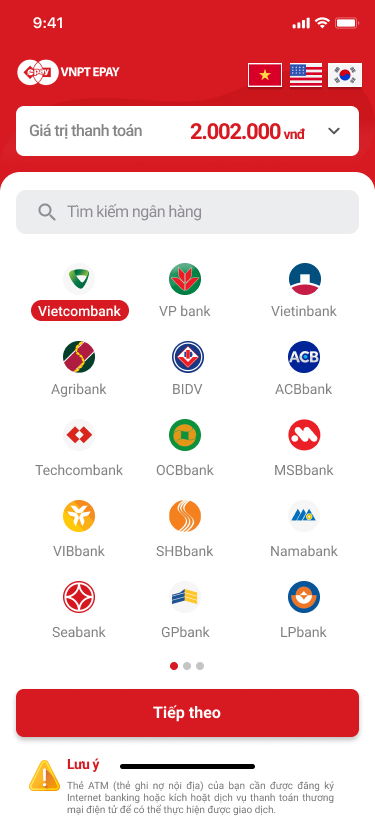 9:41
epay VNPT EPAY
Giá trị thanh toán 2.002.000 vnđ
Tìm kiếm ngân hàng
Vietcombank VP bank Vietinbank
ACB
Agribank BIDV ACBbank
Techcombank OCBbank MSBbank
VIBbank SHBbank Namabank
Seabank GPbank LPbank
Tiếp theo
Lưu ý
Thẻ ATM (thẻ ghi nợ nội địa) của bạn cần được đăng ký
Internet banking hoặc kích hoạt dịch vụ thanh toán thương
mại điện tử để có thể thực hiện được giao dịch.